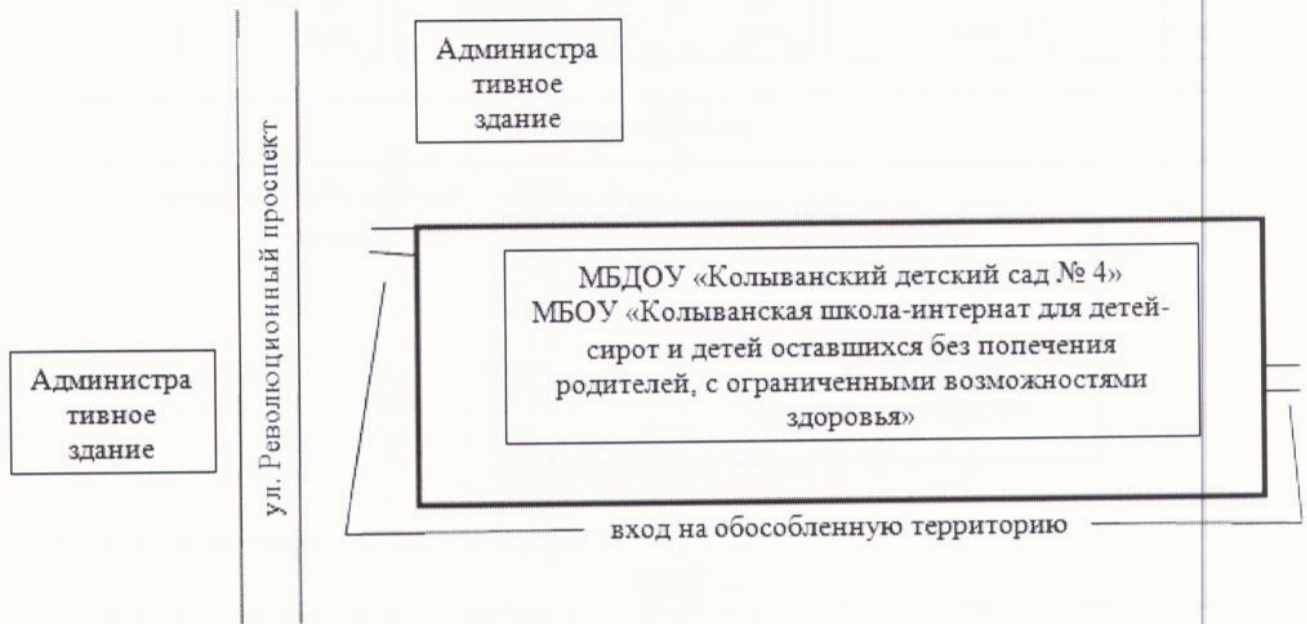 Администра
тивное
здание
ул. Революционный проспект
МБДОУ «Колыванский детский сад № 4»
МБОУ «Колыванская школа-интернат для детей-
сирот и детей оставшихся без попечения
родителей, с ограниченными возможностями
здоровья»
Администра
тивное
здание
вход на обособленную территорию